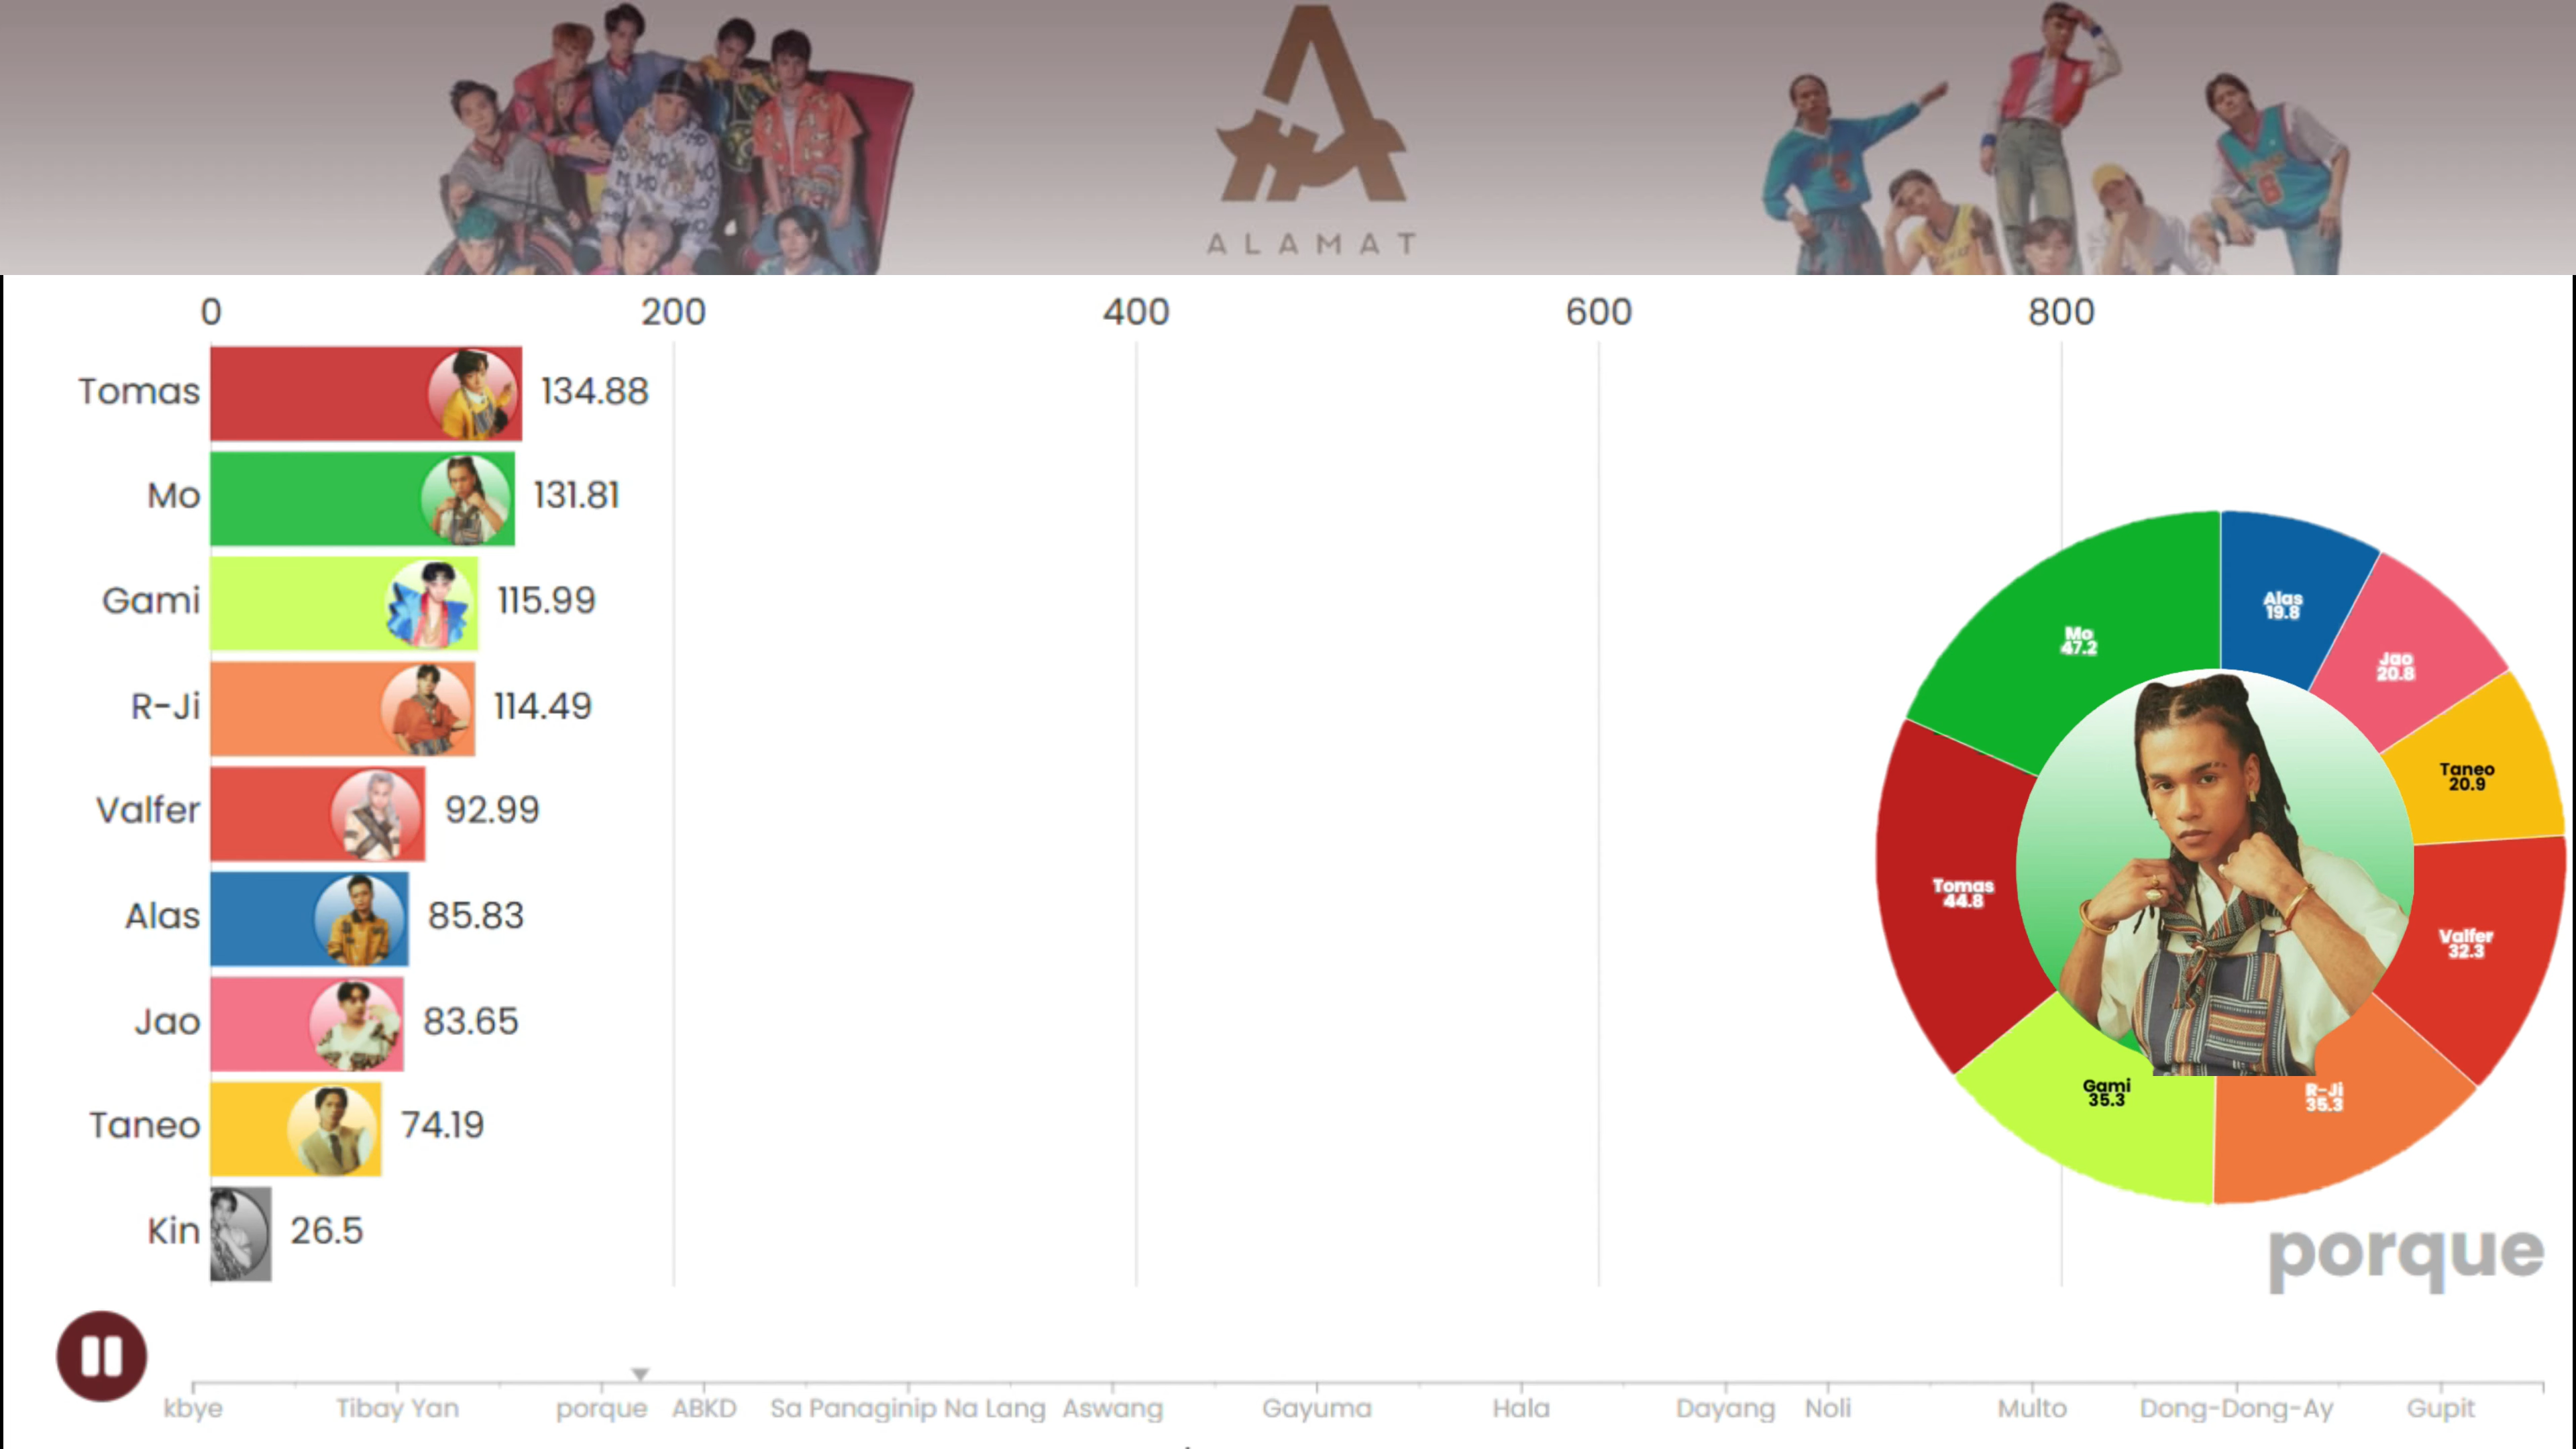 ALAMAT
0 200 400 600 800
Tomas 134.88
Mo 131.81
Gami 115.99
R-Ji 114.49
Valfer 92.99
Alas 85.83
Jao 83.65
Taneo 74.19
Kin 26.5
Alas
19.8
Jao
20.8
Taneo
20.9
Valfer
32.3
R-Ji
35.3
Gami
35.3
Tomas
44.8
Mo
47.2
porque
kbye Tibay Yan porque ABKD Sa Panaginip Na Lang Aswang Gayuma Hala Dayang Noli Multo Dong-Dong-Ay Gupit